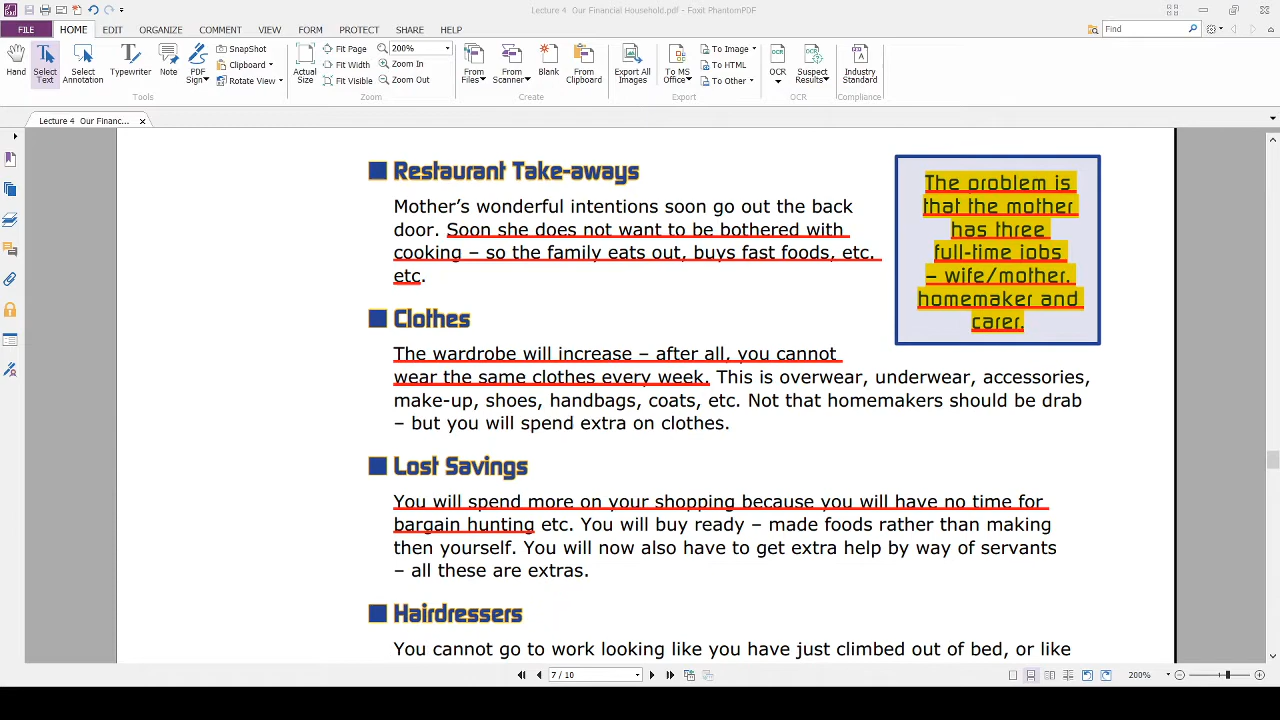 Lecture 4 Our Financial Household.pdf - Foxit PhantomPDF
FILE HOME EDIT ORGANIZE COMMENT VIEW FORM PROTECT SHARE HELP
Find
Hand
Select Text
Select Annotation
Typewriter
Note
PDF Sign
SnapShot
Clipboard
Rotate View
Actual Size
Fit Page
Fit Width
Fit Visible
200%
Zoom In
Zoom Out
From Files
From Scanner
Blank
From Clipboard
Export All Images
To MS Office
To Image
To HTML
To Other
OCR
Suspect Results
Industry Standard
Tools Zoom Create Export OCR Compliance
Lecture 4 Our Financ...
Restaurant Take-aways
Mother's wonderful intentions soon go out the back
door. Soon she does not want to be bothered with
cooking – so the family eats out, buys fast foods, etc.
etc.
The problem is
that the mother
has three
full-time jobs
– wife/mother,
homemaker and
carer.
Clothes
The wardrobe will increase – after all, you cannot
wear the same clothes every week. This is overwear, underwear, accessories,
make-up, shoes, handbags, coats, etc. Not that homemakers should be drab
– but you will spend extra on clothes.
Lost Savings
You will spend more on your shopping because you will have no time for
bargain hunting etc. You will buy ready – made foods rather than making
then yourself. You will now also have to get extra help by way of servants
– all these are extras.
Hairdressers
You cannot go to work looking like you have just climbed out of bed, or like
7 / 10
200%